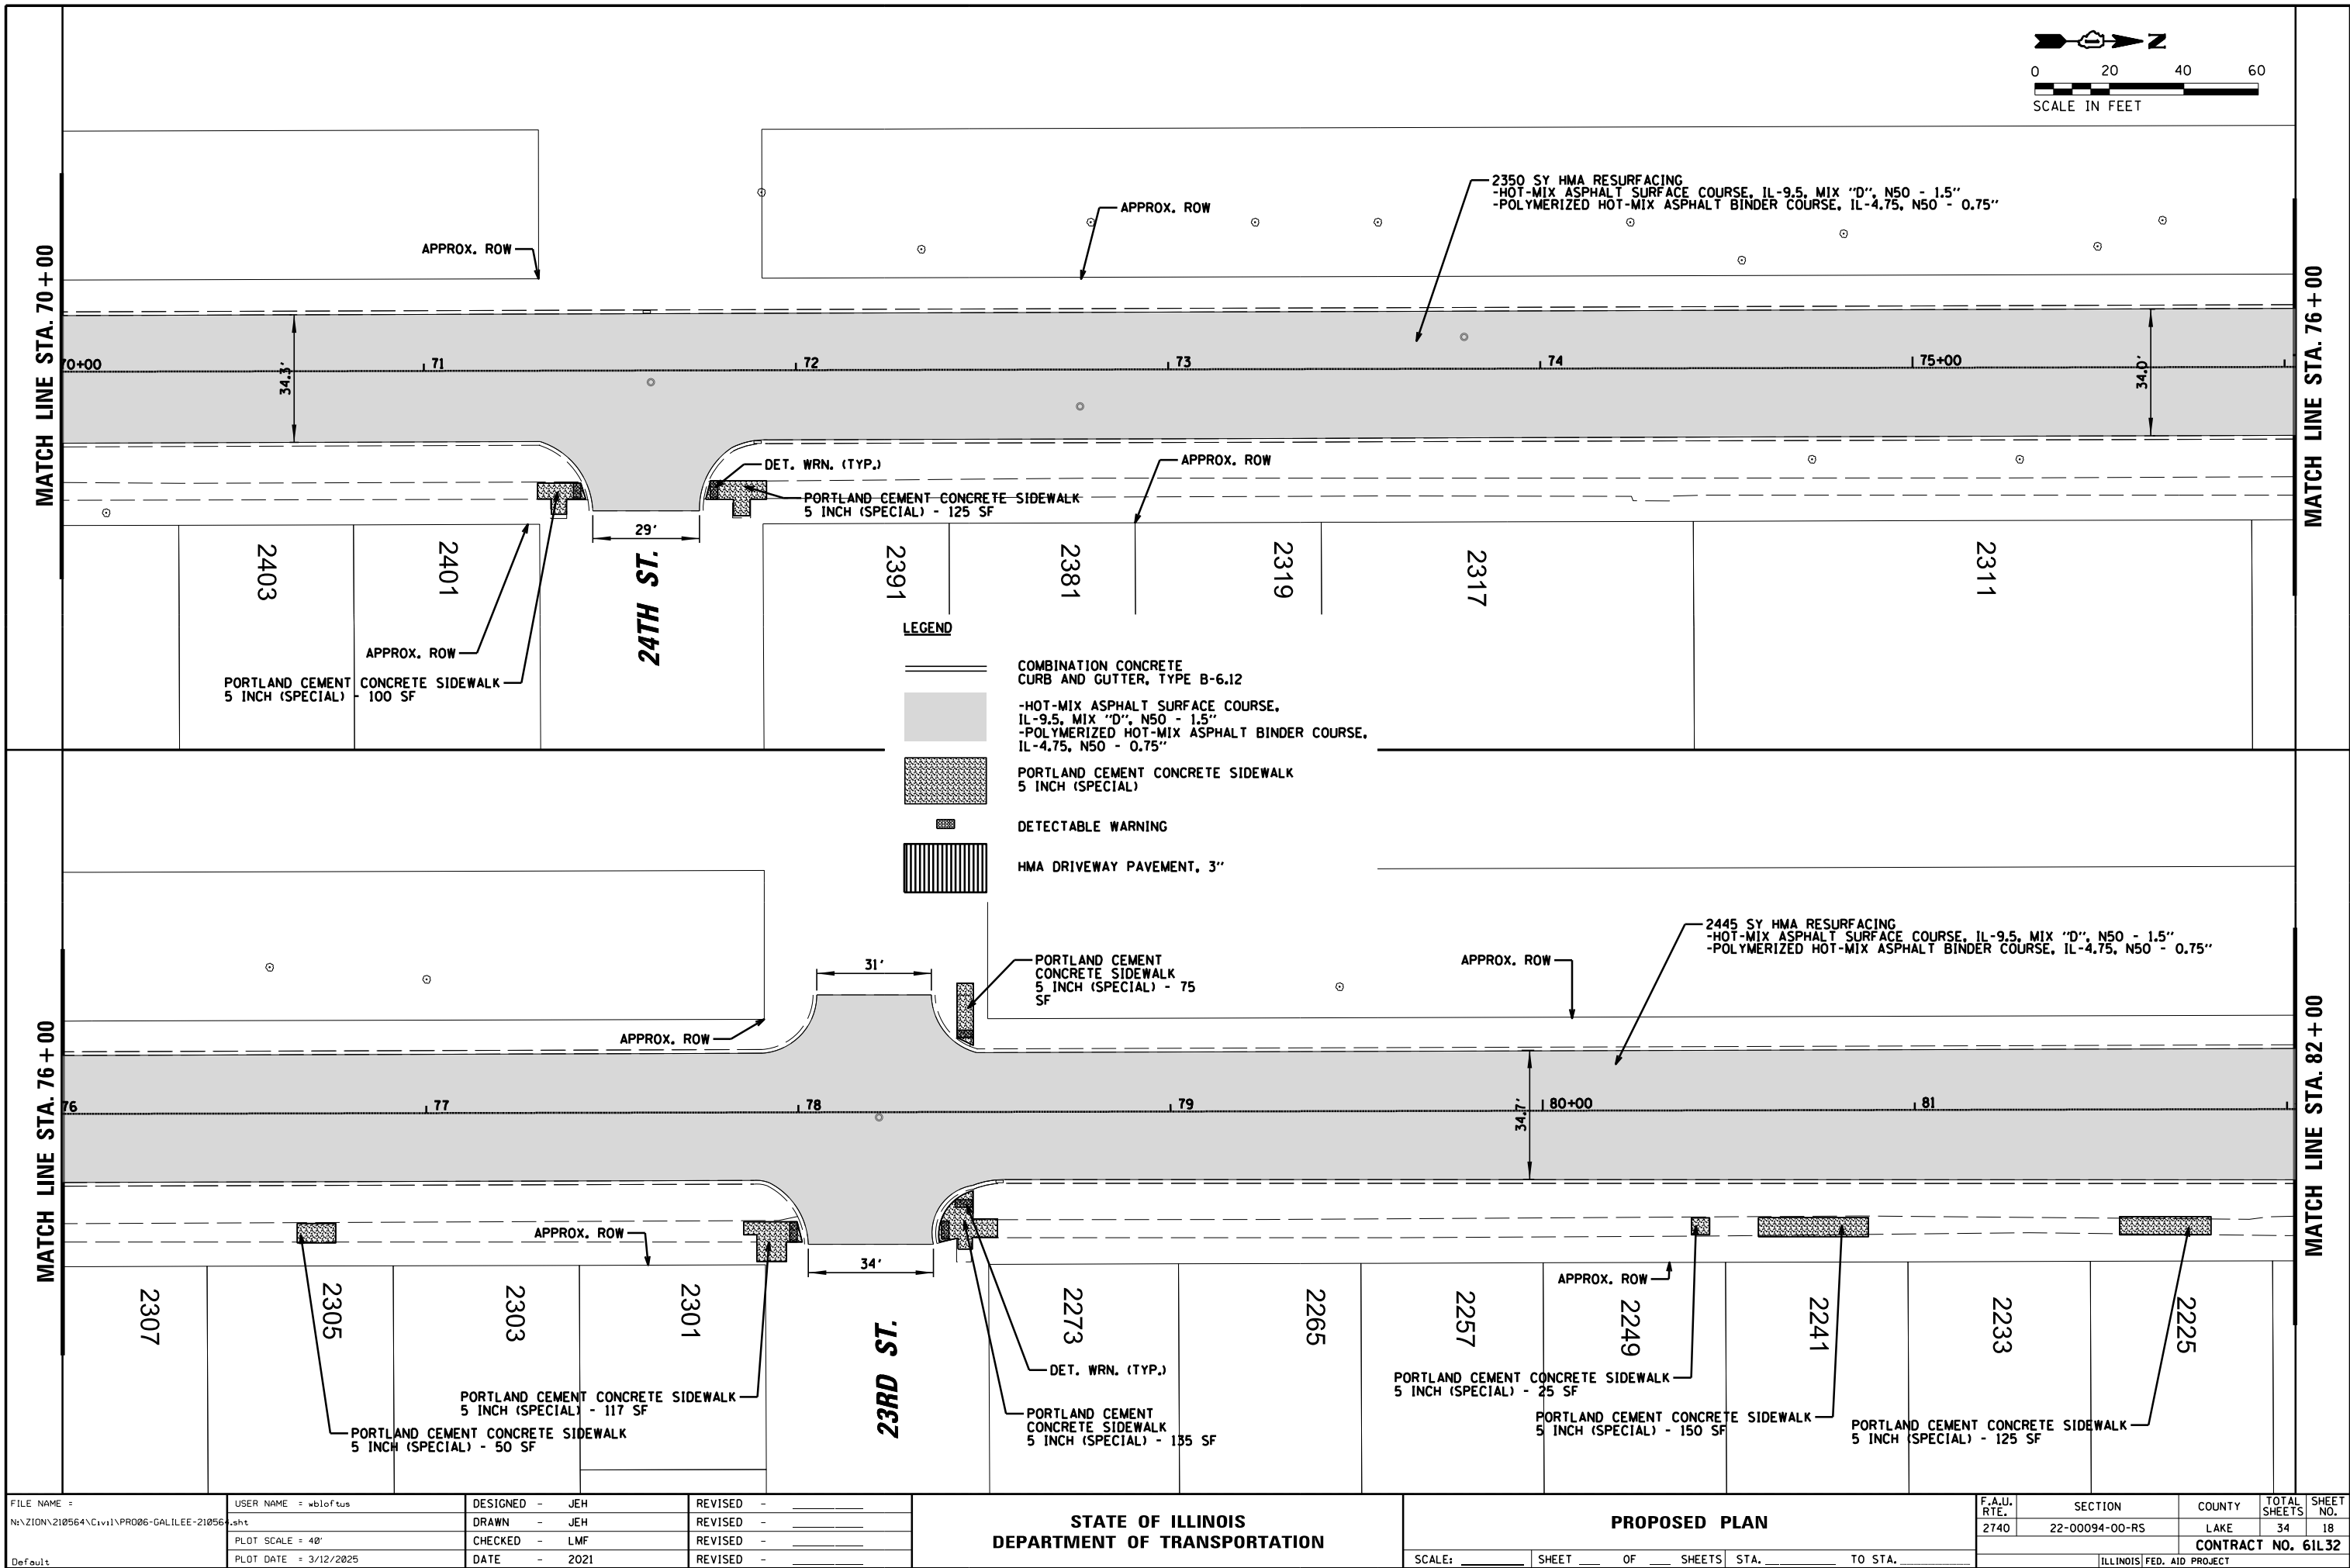 N
0 20 40 60
SCALE IN FEET
MATCH LINE STA. 70+00
MATCH LINE STA. 76+00
2350 SY HMA RESURFACING
-HOT-MIX ASPHALT SURFACE COURSE, IL-9.5, MIX "D", N50 - 1.5"
-POLYMERIZED HOT-MIX ASPHALT BINDER COURSE, IL-4.75, N50 - 0.75"
APPROX. ROW
APPROX. ROW
70+00 71 72 73 74 75+00
34.3'
34.0'
DET. WRN. (TYP.)
APPROX. ROW
PORTLAND CEMENT CONCRETE SIDEWALK
5 INCH (SPECIAL) - 125 SF
29'
24TH ST.
2403
2401
2391
2381
2319
2317
2311
APPROX. ROW
PORTLAND CEMENT CONCRETE SIDEWALK
5 INCH (SPECIAL) - 100 SF
LEGEND
COMBINATION CONCRETE
CURB AND GUTTER, TYPE B-6.12
-HOT-MIX ASPHALT SURFACE COURSE,
IL-9.5, MIX "D", N50 - 1.5"
-POLYMERIZED HOT-MIX ASPHALT BINDER COURSE,
IL-4.75, N50 - 0.75"
PORTLAND CEMENT CONCRETE SIDEWALK
5 INCH (SPECIAL)
DETECTABLE WARNING
HMA DRIVEWAY PAVEMENT, 3"
MATCH LINE STA. 76+00
MATCH LINE STA. 82+00
2445 SY HMA RESURFACING
-HOT-MIX ASPHALT SURFACE COURSE, IL-9.5, MIX "D", N50 - 1.5"
-POLYMERIZED HOT-MIX ASPHALT BINDER COURSE, IL-4.75, N50 - 0.75"
APPROX. ROW
PORTLAND CEMENT
CONCRETE SIDEWALK
5 INCH (SPECIAL) - 75
SF
31'
APPROX. ROW
76 77 78 79 80+00 81
34.7'
APPROX. ROW
34'
23RD ST.
APPROX. ROW
2307
2305
2303
2301
2273
2265
2257
2249
2241
2233
2225
DET. WRN. (TYP.)
PORTLAND CEMENT CONCRETE SIDEWALK
5 INCH (SPECIAL) - 25 SF
PORTLAND CEMENT CONCRETE SIDEWALK
5 INCH (SPECIAL) - 117 SF
PORTLAND CEMENT
CONCRETE SIDEWALK
5 INCH (SPECIAL) - 135 SF
PORTLAND CEMENT CONCRETE SIDEWALK
5 INCH (SPECIAL) - 150 SF
PORTLAND CEMENT CONCRETE SIDEWALK
5 INCH (SPECIAL) - 125 SF
PORTLAND CEMENT CONCRETE SIDEWALK
5 INCH (SPECIAL) - 50 SF
FILE NAME =
N:\ZION\210564\Civil\PRO06-GALILEE-210564.sht
Default
USER NAME = wbloftus
PLOT SCALE = 40'
PLOT DATE = 3/12/2025
DESIGNED - JEH
DRAWN - JEH
CHECKED - LMF
DATE - 2021
REVISED -
REVISED -
REVISED -
REVISED -
STATE OF ILLINOIS
DEPARTMENT OF TRANSPORTATION
PROPOSED PLAN
SCALE: SHEET OF SHEETS STA. TO STA.
F.A.U. RTE. SECTION COUNTY TOTAL SHEETS SHEET NO.
2740 22-00094-00-RS LAKE 34 18
CONTRACT NO. 61L32
ILLINOIS FED. AID PROJECT